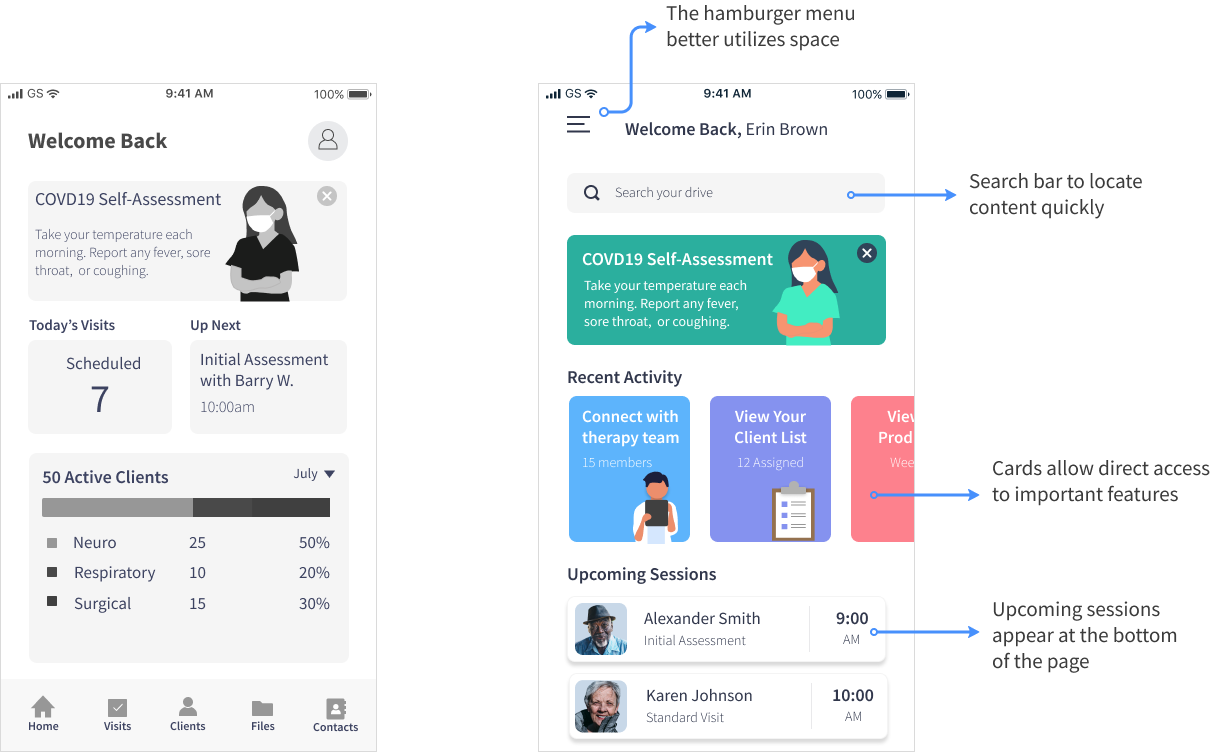 The hamburger menu
better utilizes space
GS 9:41 AM 100%
Welcome Back
COVD19 Self-Assessment
Take your temperature each
morning. Report any fever, sore
throat, or coughing.
Today's Visits
Up Next
Scheduled
7
Initial Assessment
with Barry W.
10:00am
50 Active Clients
July
Neuro 25 50%
Respiratory 10 20%
Surgical 15 30%
Home Visits Clients Files Contacts
GS 9:41 AM 100%
Welcome Back, Erin Brown
Search your drive
Search bar to locate
content quickly
COVD19 Self-Assessment
Take your temperature each
morning. Report any fever,
sore throat, or coughing.
Recent Activity
Connect with
therapy team
15 members
View Your
Client List
12 Assigned
Cards allow direct access
to important features
Upcoming Sessions
Alexander Smith
Initial Assessment
9:00
AM
Karen Johnson
Standard Visit
10:00
AM
Upcoming sessions
appear at the bottom
of the page